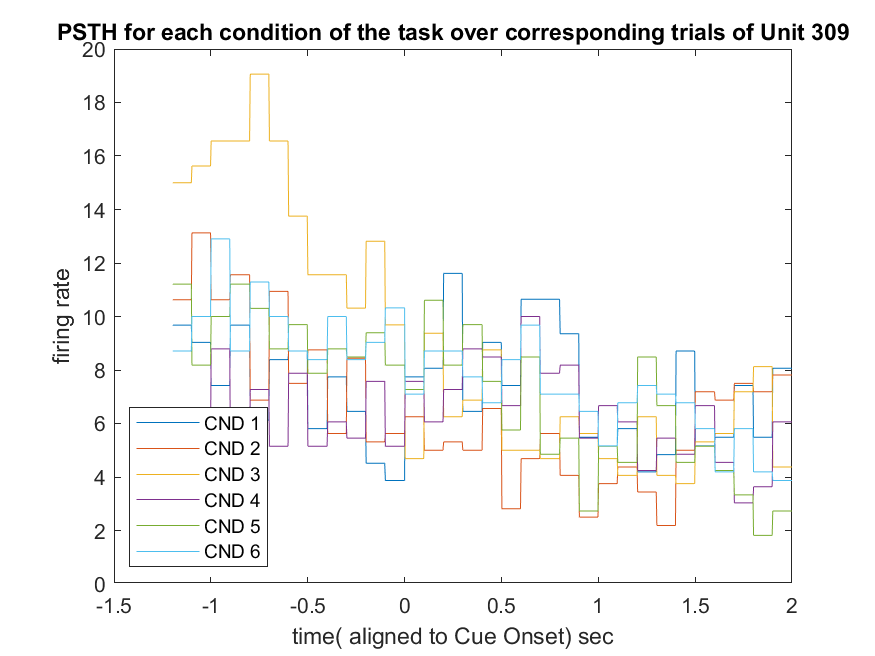 PSTH for each condition of the task over corresponding trials of Unit 309
20
18
16
14
12
10
8
6
4
2
0
firing rate
CND 1
CND 2
CND 3
CND 4
CND 5
CND 6
-1.5 -1 -0.5 0 0.5 1 1.5 2
time( aligned to Cue Onset) sec